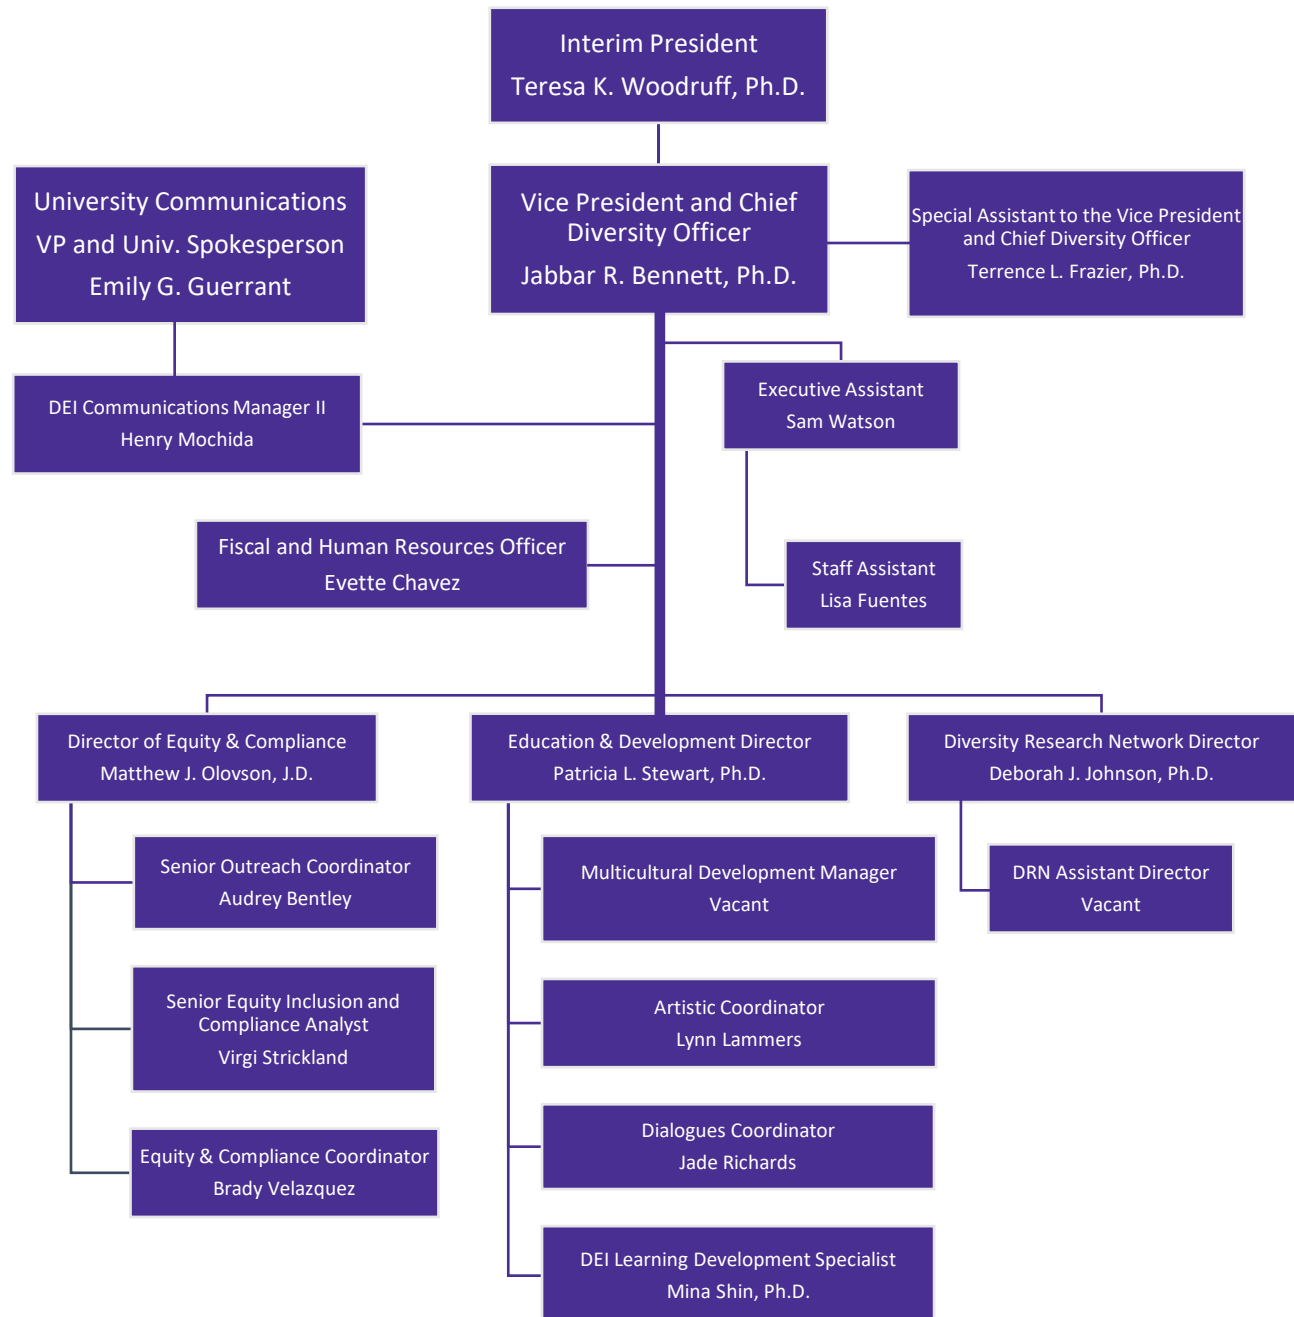 Interim President
Teresa K. Woodruff, Ph.D.
University Communications
VP and Univ. Spokesperson
Emily G. Guerrant
Vice President and Chief
Diversity Officer
Jabbar R. Bennett, Ph.D.
Special Assistant to the Vice President
and Chief Diversity Officer
Terrence L. Frazier, Ph.D.
DEI Communications Manager II
Henry Mochida
Executive Assistant
Sam Watson
Fiscal and Human Resources Officer
Evette Chavez
Staff Assistant
Lisa Fuentes
Director of Equity & Compliance
Matthew J. Olovson, J.D.
Education & Development Director
Patricia L. Stewart, Ph.D.
Diversity Research Network Director
Deborah J. Johnson, Ph.D.
Senior Outreach Coordinator
Audrey Bentley
Multicultural Development Manager
Vacant
DRN Assistant Director
Vacant
Senior Equity Inclusion and
Compliance Analyst
Virgi Strickland
Artistic Coordinator
Lynn Lammers
Equity & Compliance Coordinator
Brady Velazquez
Dialogues Coordinator
Jade Richards
DEI Learning Development Specialist
Mina Shin, Ph.D.